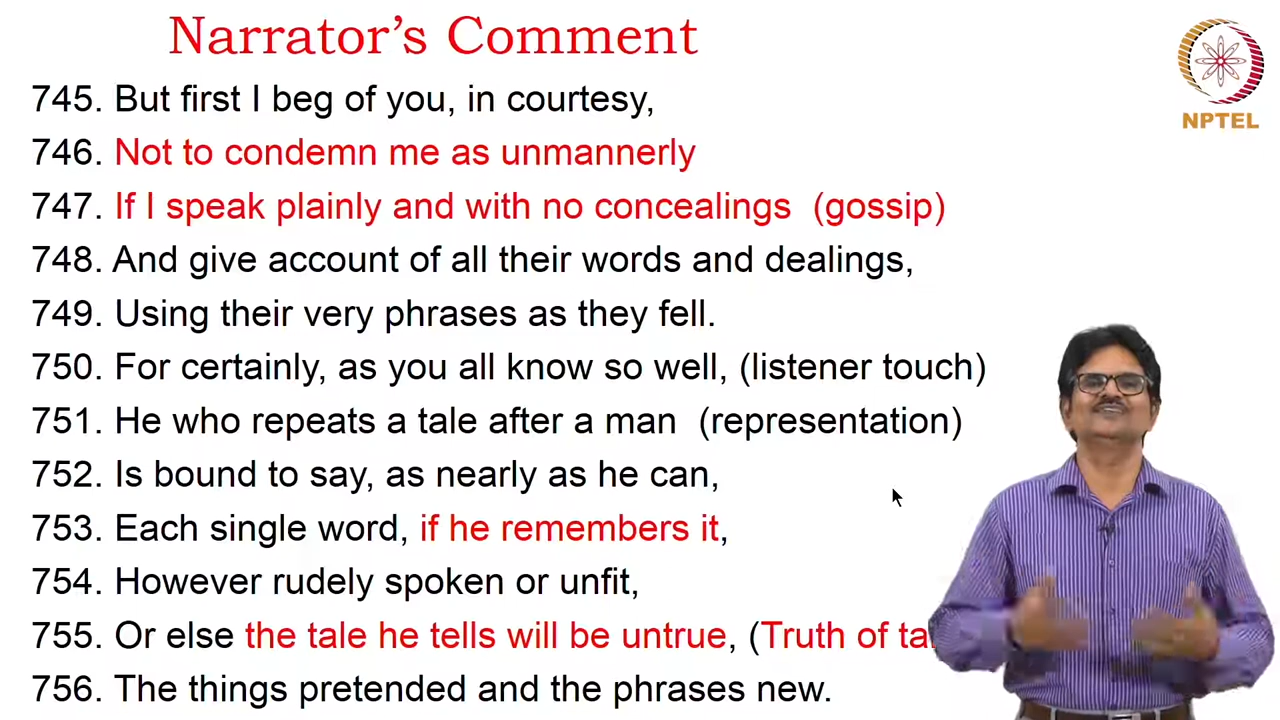 Narrator's Comment
NPTEL
745. But first I beg of you, in courtesy,
746. Not to condemn me as unmannerly
747. If I speak plainly and with no concealings (gossip)
748. And give account of all their words and dealings,
749. Using their very phrases as they fell.
750. For certainly, as you all know so well, (listener touch)
751. He who repeats a tale after a man (representation)
752. Is bound to say, as nearly as he can,
753. Each single word, if he remembers it,
754. However rudely spoken or unfit,
755. Or else the tale he tells will be untrue, (Truth of
756. The things pretended and the phrases new.